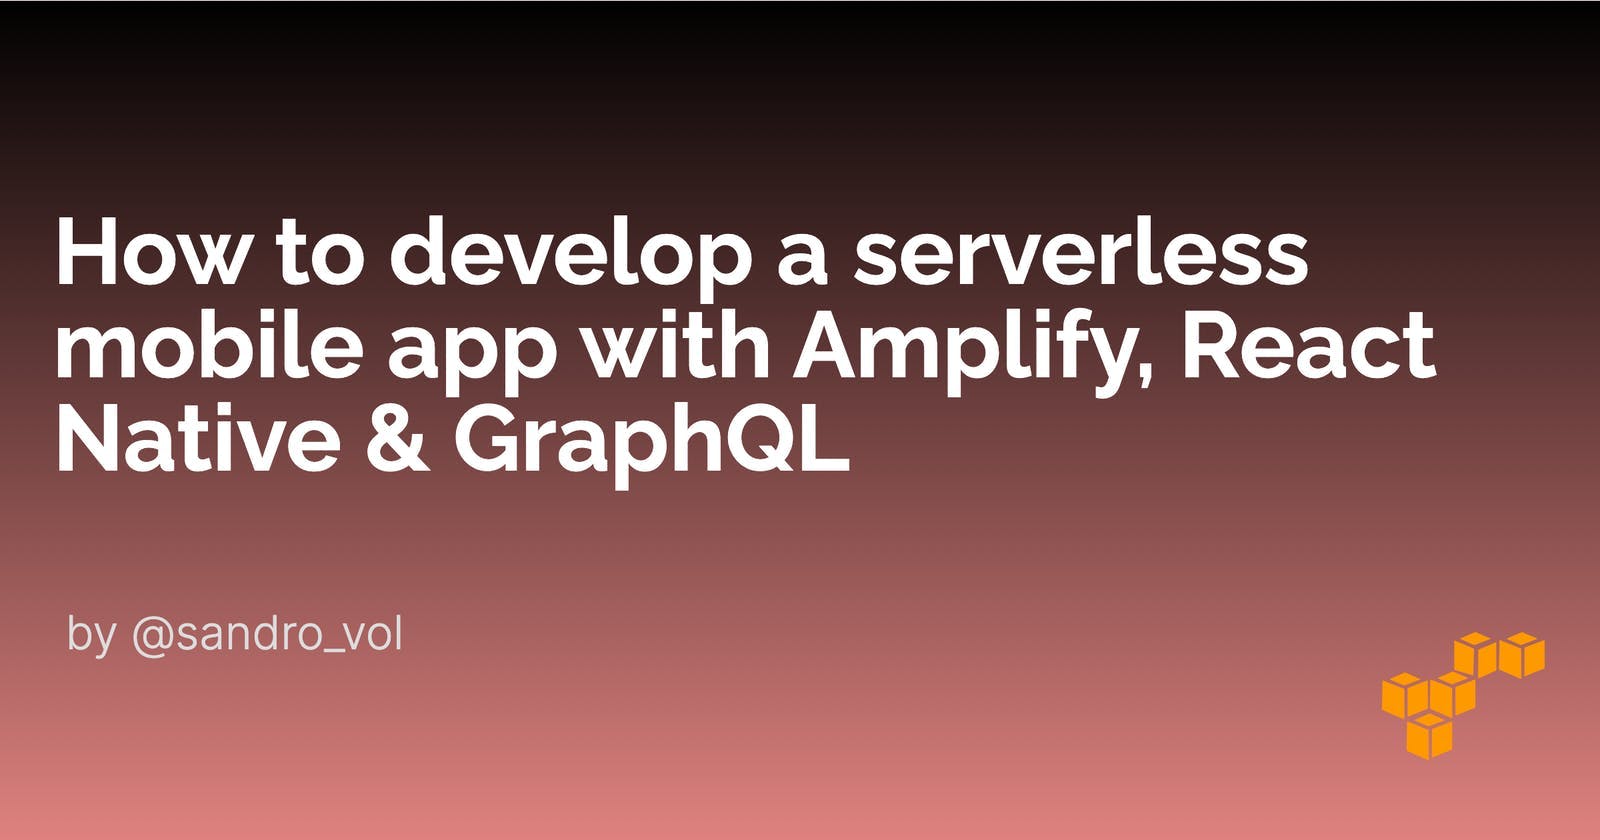 How to develop a serverless
mobile app with Amplify, React
Native & GraphQL
by @sandro_vol